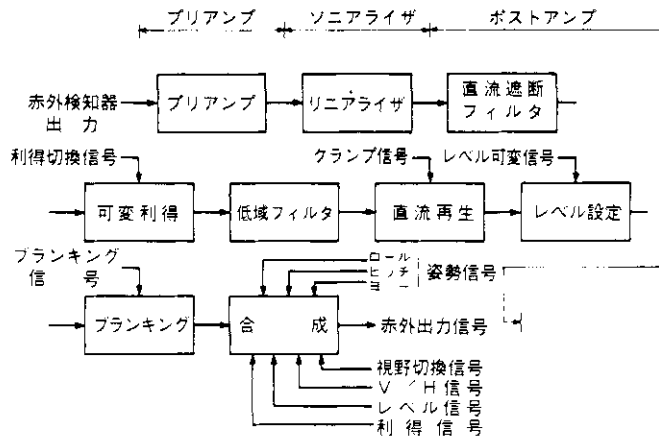 プリアンプ ソニアライザ ポストアンプ
赤外検知器
出力
プリアンプ
リニアライザ
直流遮断
フィルタ
利得切換信号
クランプ信号
レベル可変信号
可変利得
低域フィルタ
直流再生
レベル設定
ブランキング
信号
ロール
ピッチ
ヨー
姿勢信号
ブランキング
合成
赤外出力信号
視野切換信号
V/H信号
レベル信号
利得信号